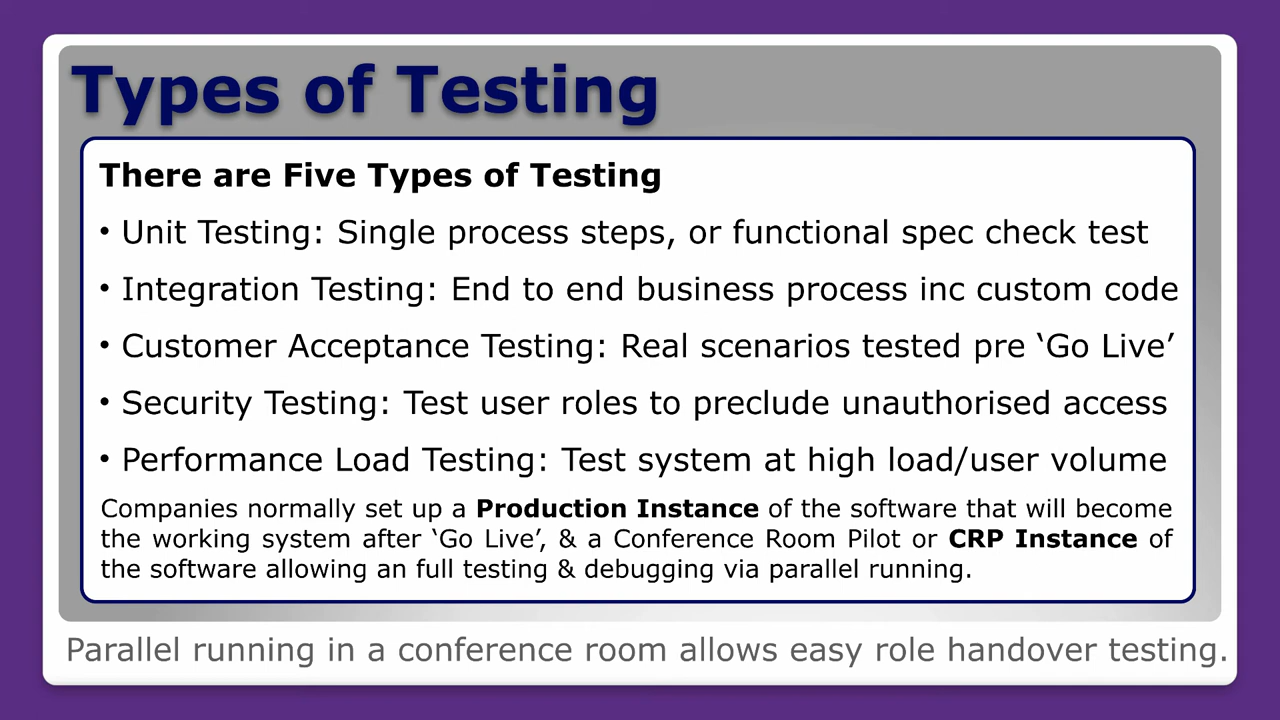 Types of Testing
There are Five Types of Testing
• Unit Testing: Single process steps, or functional spec check test
• Integration Testing: End to end business process inc custom code
• Customer Acceptance Testing: Real scenarios tested pre ‘Go Live’
• Security Testing: Test user roles to preclude unauthorised access
• Performance Load Testing: Test system at high load/user volume
Companies normally set up a Production Instance of the software that will become
the working system after ‘Go Live’, & a Conference Room Pilot or CRP Instance of
the software allowing an full testing & debugging via parallel running.
Parallel running in a conference room allows easy role handover testing.